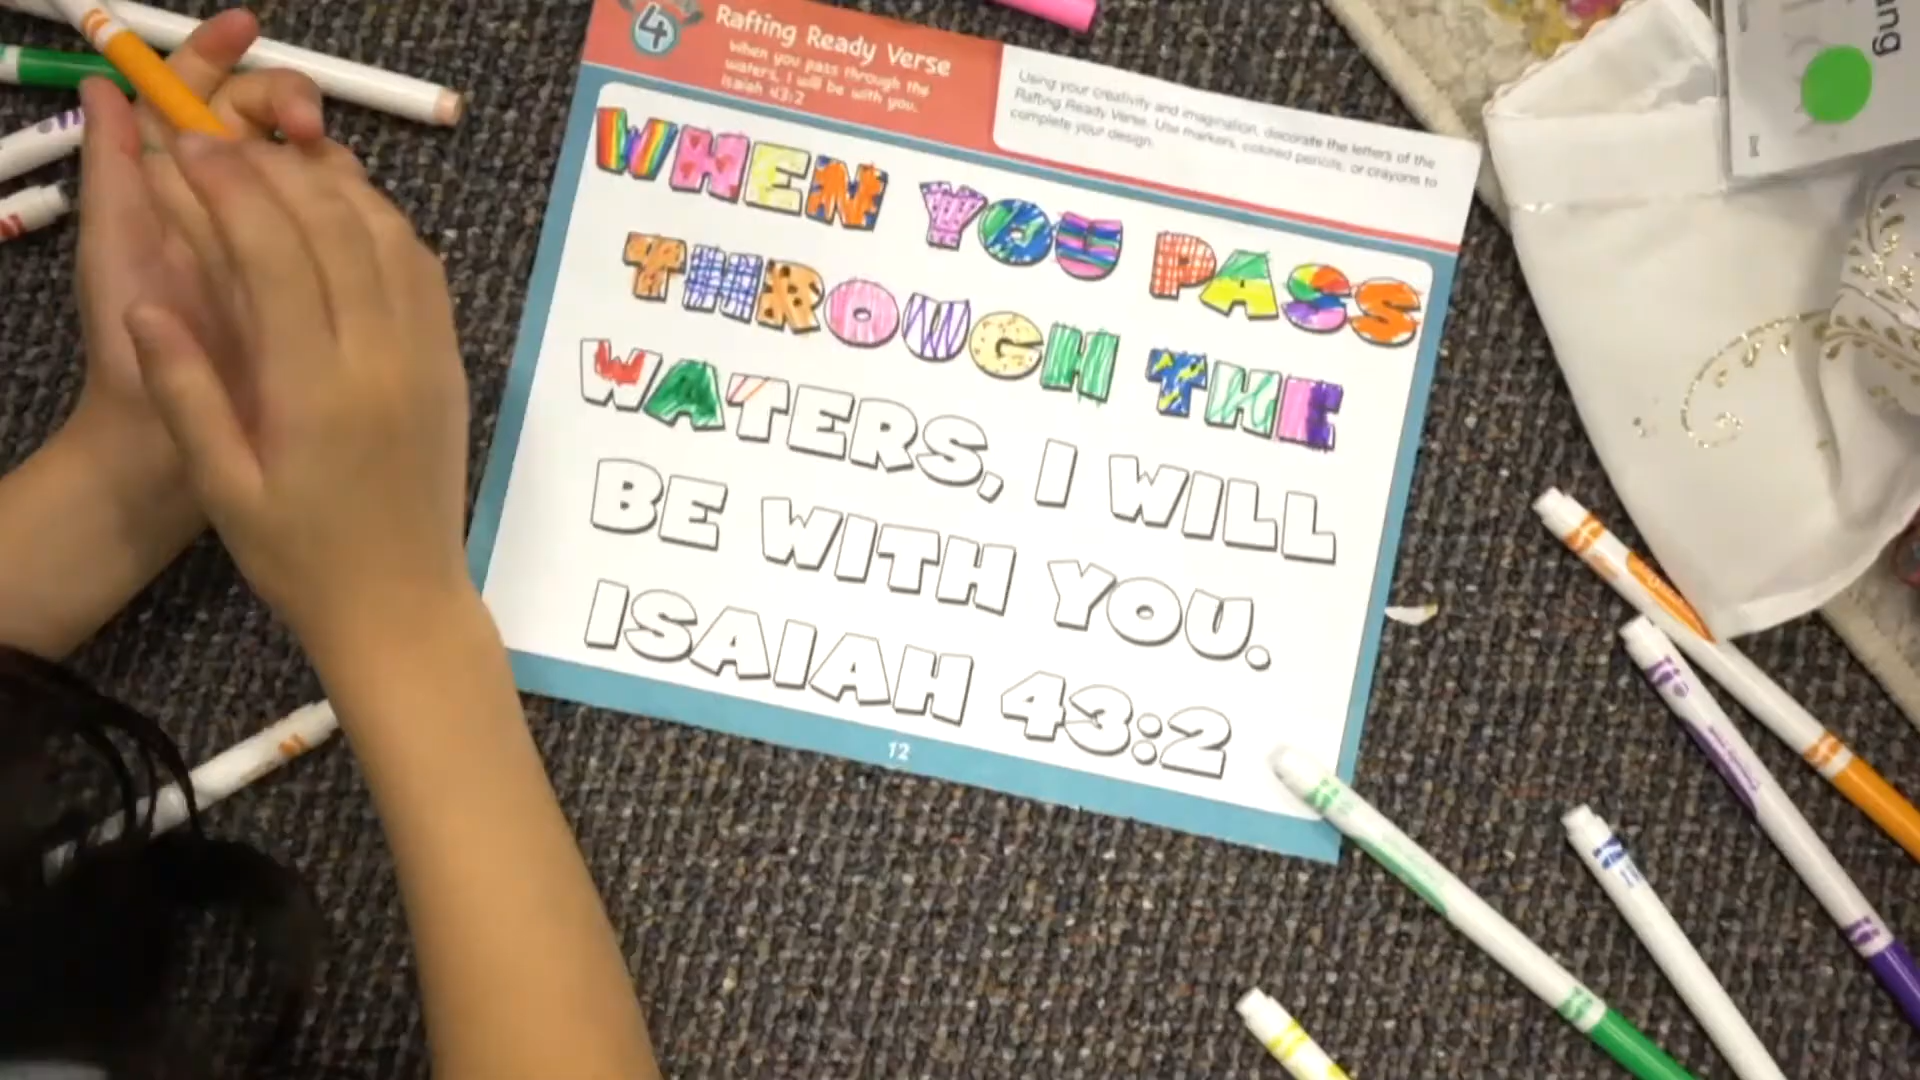 4
Rafting Ready Verse
When you pass through the
waters, I will be with you.
Isaiah 43:2
Using your creativity and imagination, decorate the letters of the
Rafting Ready Verse. Use markers, colored pencils, or crayons to
complete your design.
WHEN YOU PASS
THROUGH THE
WATERS, I WILL
BE WITH YOU.
ISAIAH 43:2
12
ang